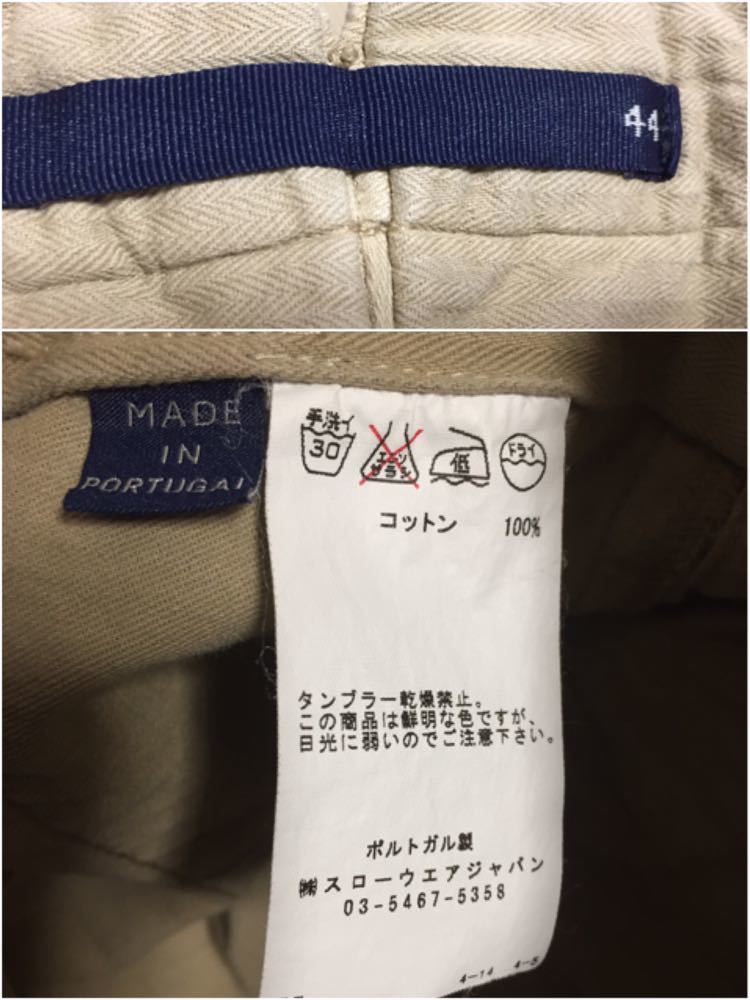 44
MADE
IN
PORTUGAL
手洗イ
30
エンソ
サラシ
低
ドライ
コットン 100%
タンブラー乾燥禁止。
この商品は鮮明な色ですが、
日光に弱いのでご注意下さい。
ポルトガル製
㈱スローウエアジャパン
03-5467-5358
4-14 4-5